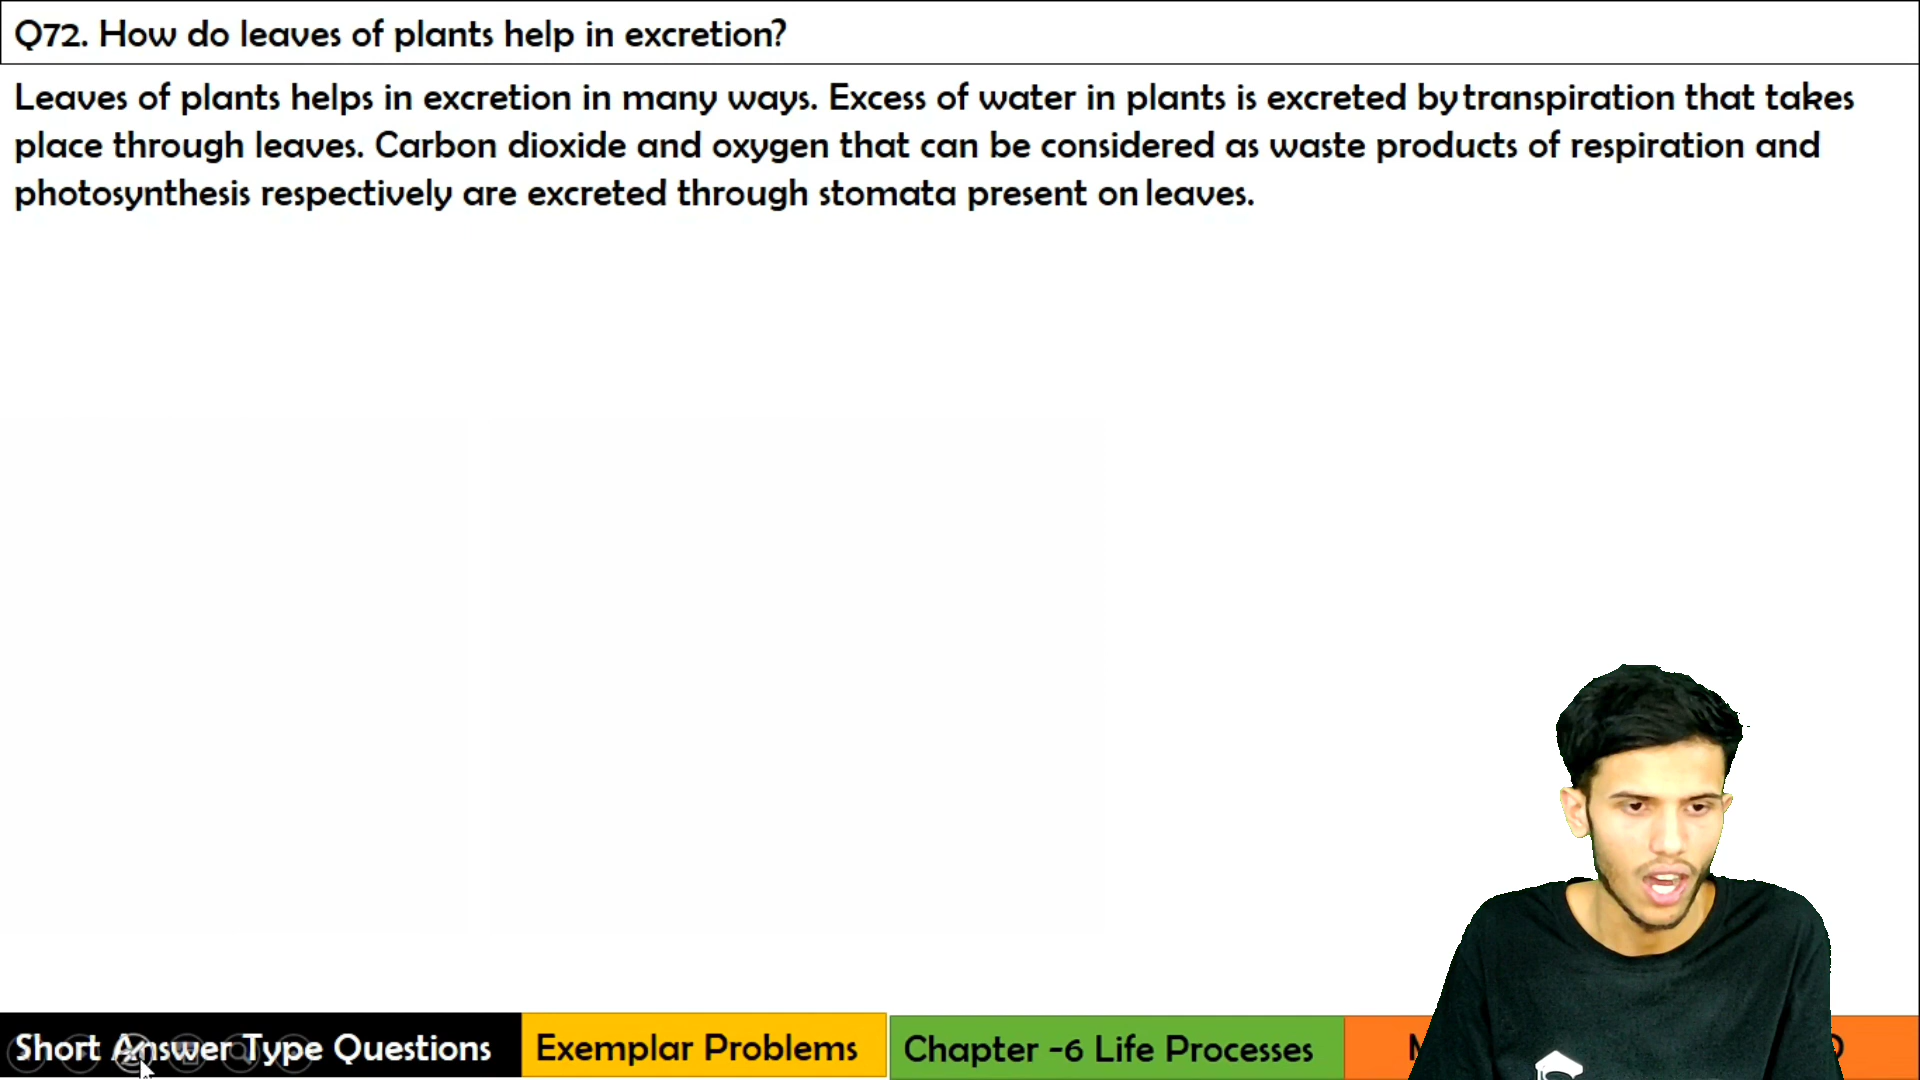 Q72. How do leaves of plants help in excretion?
Leaves of plants helps in excretion in many ways. Excess of water in plants is excreted by transpiration that takes
place through leaves. Carbon dioxide and oxygen that can be considered as waste products of respiration and
photosynthesis respectively are excreted through stomata present on leaves.
Short Answer Type Questions
Exemplar Problems
Chapter -6 Life Processes